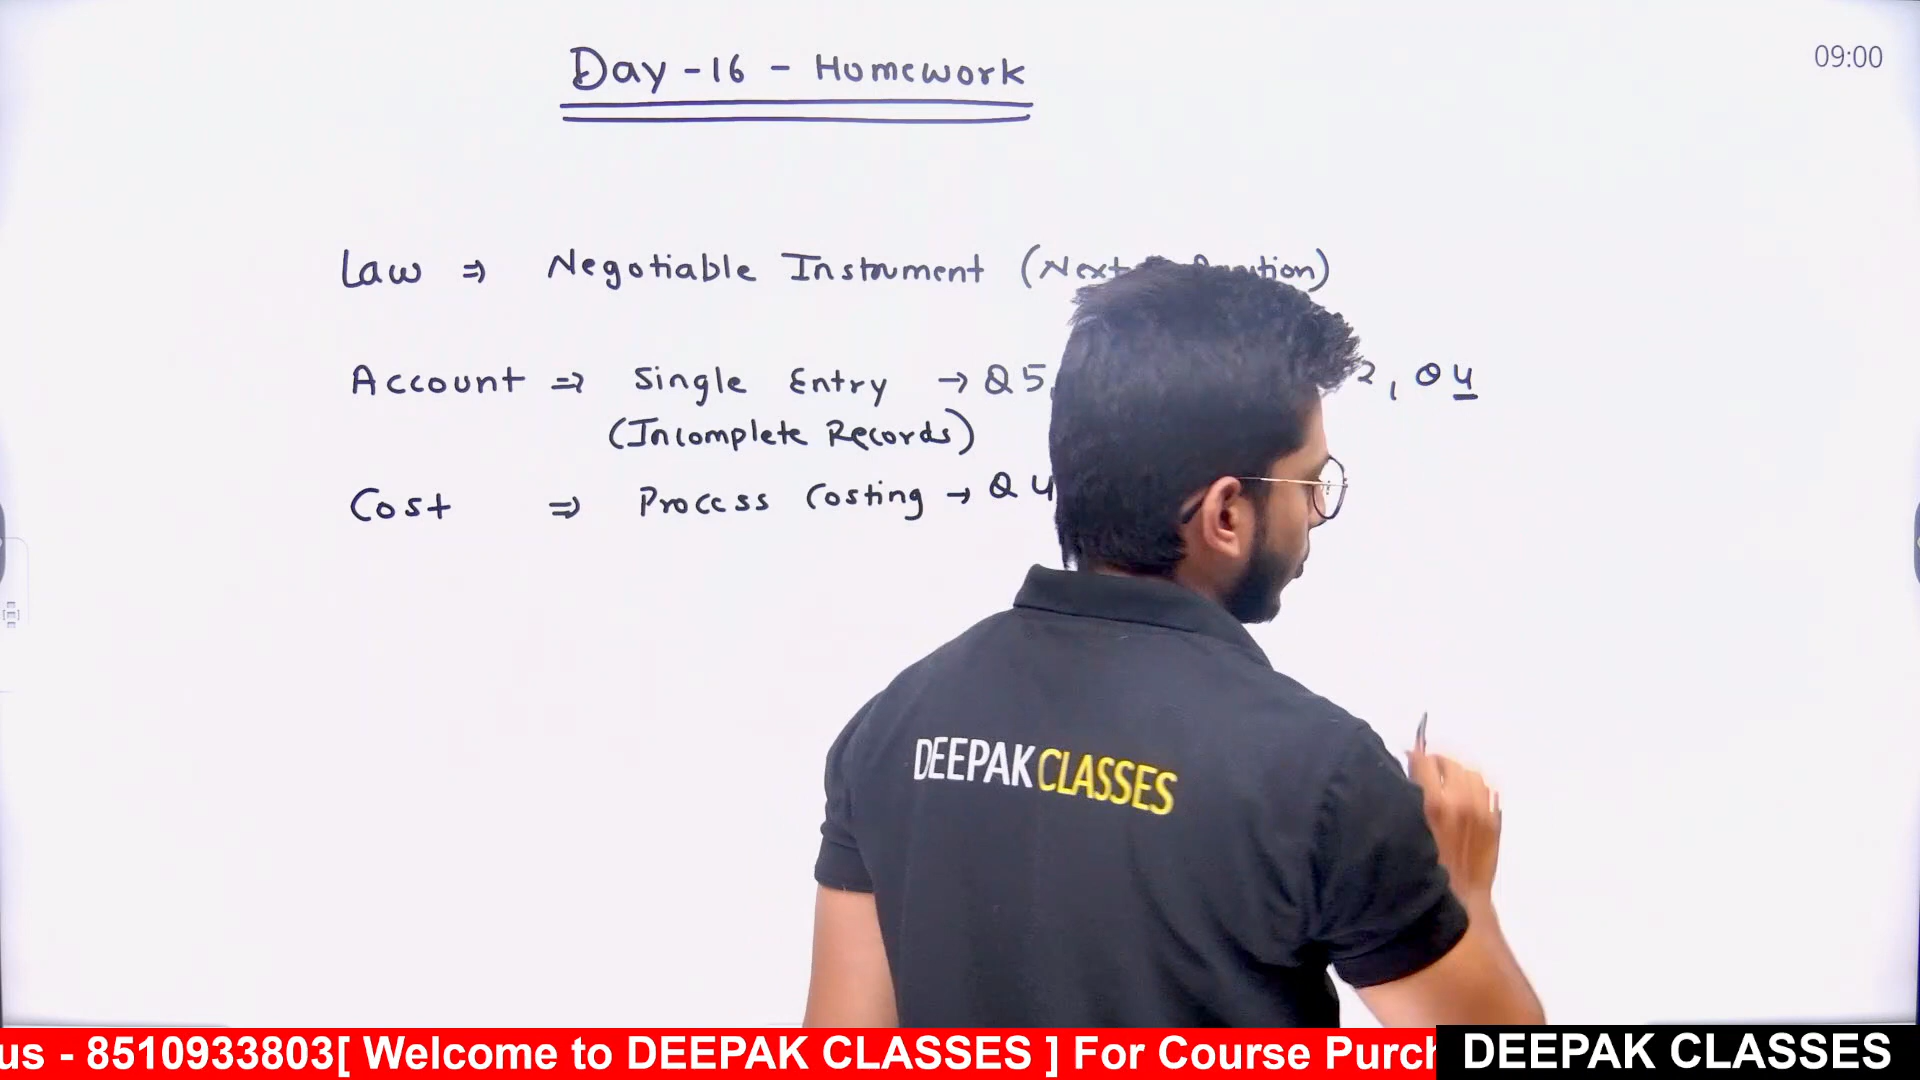 Day - 16 - Homework
09:00
Law ⇒ Negotiable Instrument (Next
Account ⇒ Single Entry → Q5, 2, Q4
(Incomplete Records)
Cost ⇒ Process Costing → Q4
DEEPAK CLASSES
us - 8510933803[ Welcome to DEEPAK CLASSES ] For Course Purch
DEEPAK CLASSES